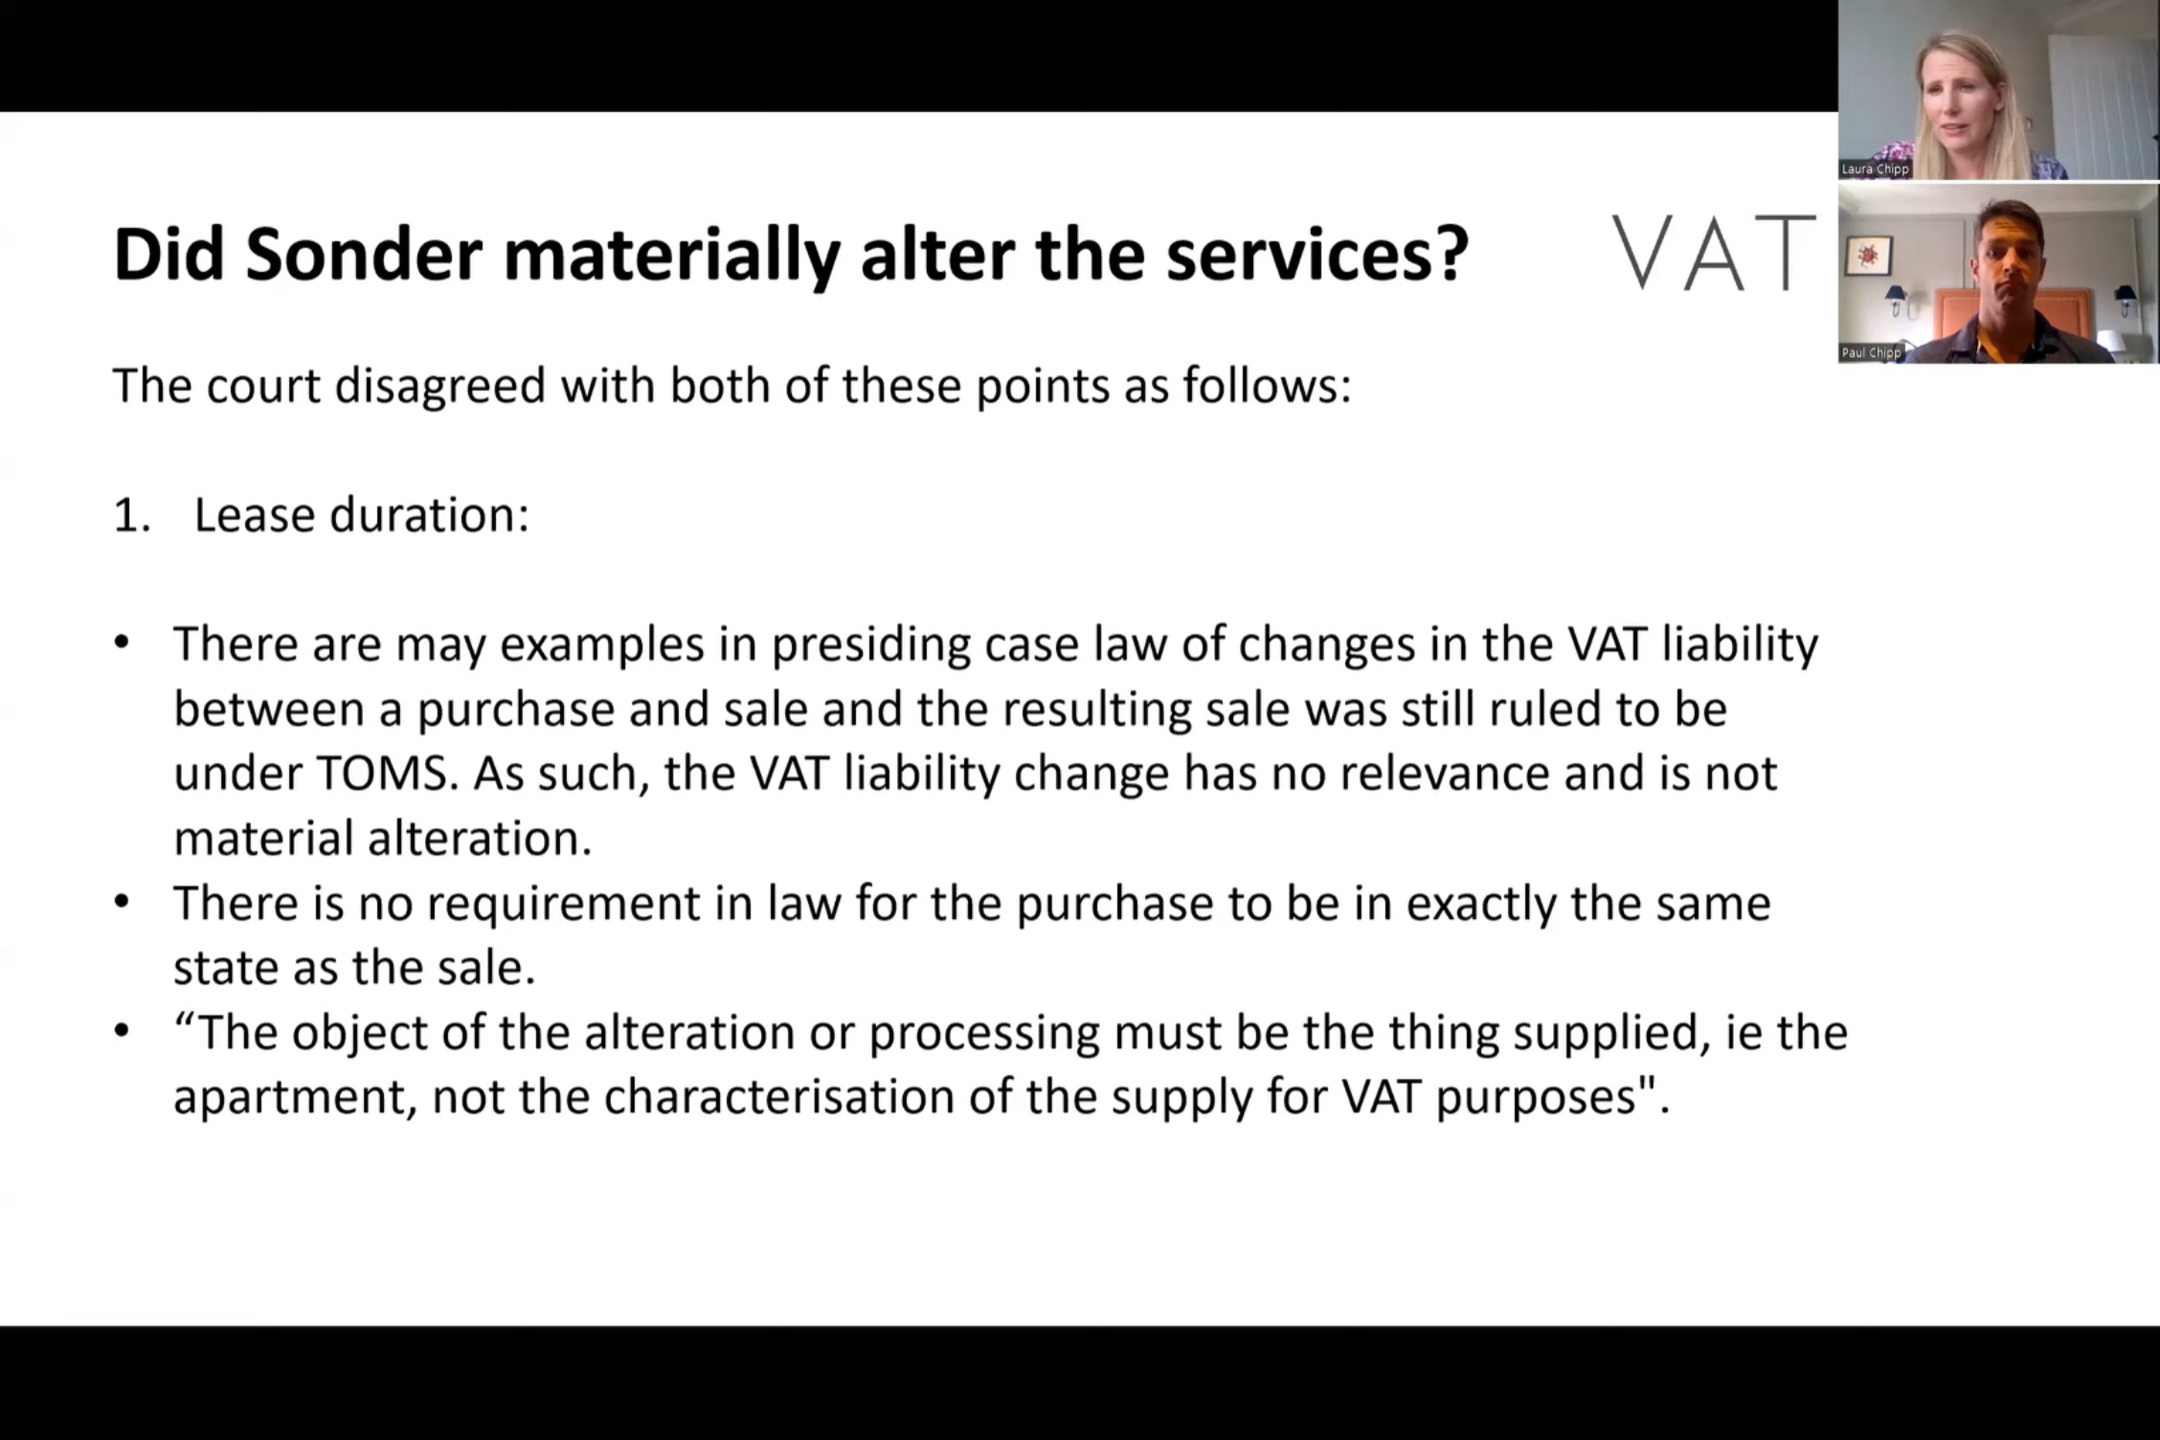 Laura Chipp
Did Sonder materially alter the services?
VAT
Paul Chipp
The court disagreed with both of these points as follows:
1. Lease duration:
• There are may examples in presiding case law of changes in the VAT liability
between a purchase and sale and the resulting sale was still ruled to be
under TOMS. As such, the VAT liability change has no relevance and is not
material alteration.
• There is no requirement in law for the purchase to be in exactly the same
state as the sale.
• “The object of the alteration or processing must be the thing supplied, ie the
apartment, not the characterisation of the supply for VAT purposes".